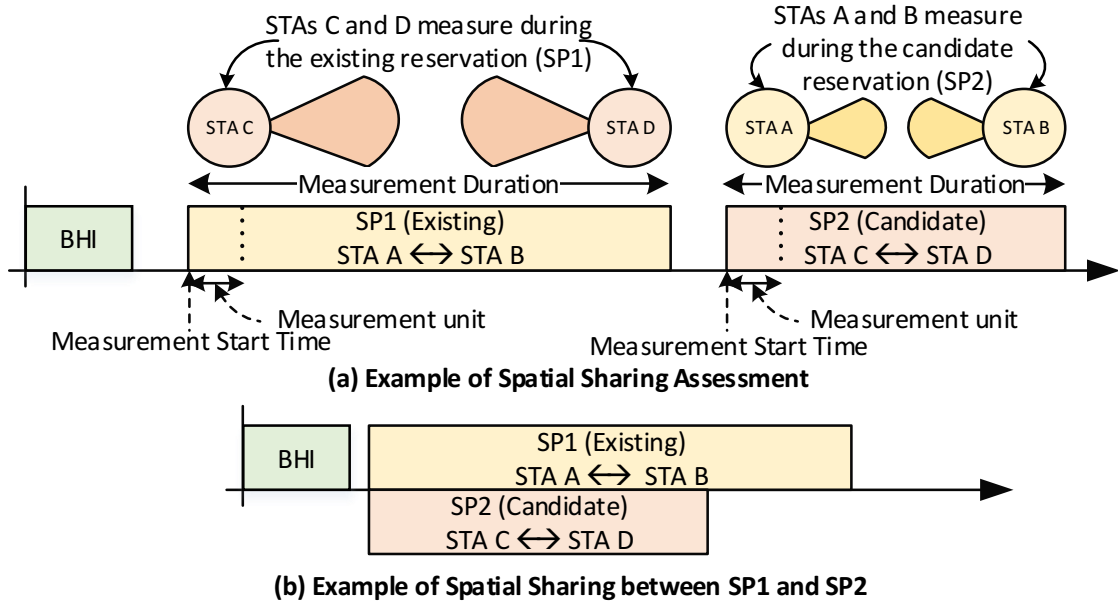 STAs C and D measure during
the existing reservation (SP1)
STAs A and B measure
during the candidate
reservation (SP2)
STA C
STA D
STA A
STA B
Measurement Duration
Measurement Duration
BHI
SP1 (Existing)
STA A ↔ STA B
SP2 (Candidate)
STA C ↔ STA D
Measurement unit
Measurement Start Time
Measurement unit
Measurement Start Time
(a) Example of Spatial Sharing Assessment
BHI
SP1 (Existing)
STA A ↔ STA B
SP2 (Candidate)
STA C ↔ STA D
(b) Example of Spatial Sharing between SP1 and SP2